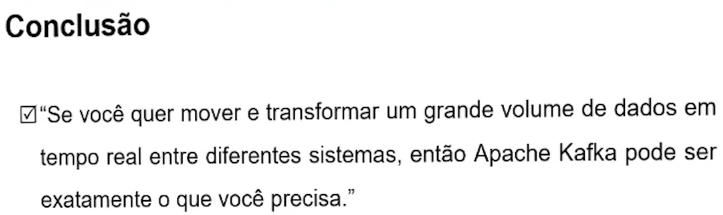 Conclusão
☑“Se você quer mover e transformar um grande volume de dados em
tempo real entre diferentes sistemas, então Apache Kafka pode ser
exatamente o que você precisa.”